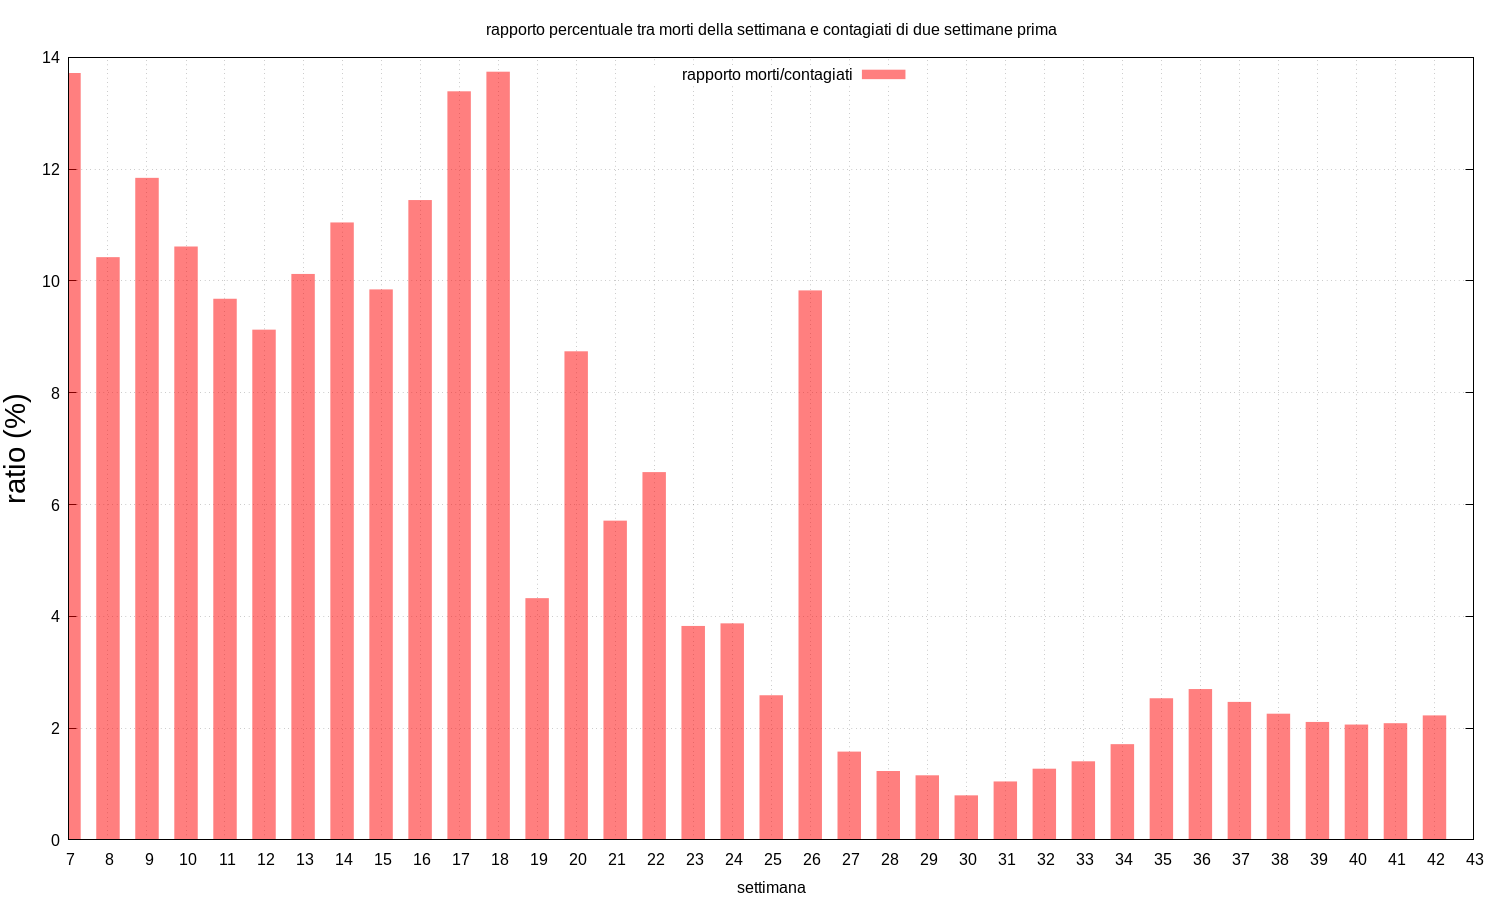 rapporto percentuale tra morti della settimana e contagiati di due settimane prima
rapporto morti/contagiati
ratio (%)
14
12
10
8
6
4
2
0
7 8 9 10 11 12 13 14 15 16 17 18 19 20 21 22 23 24 25 26 27 28 29 30 31 32 33 34 35 36 37 38 39 40 41 42 43
settimana